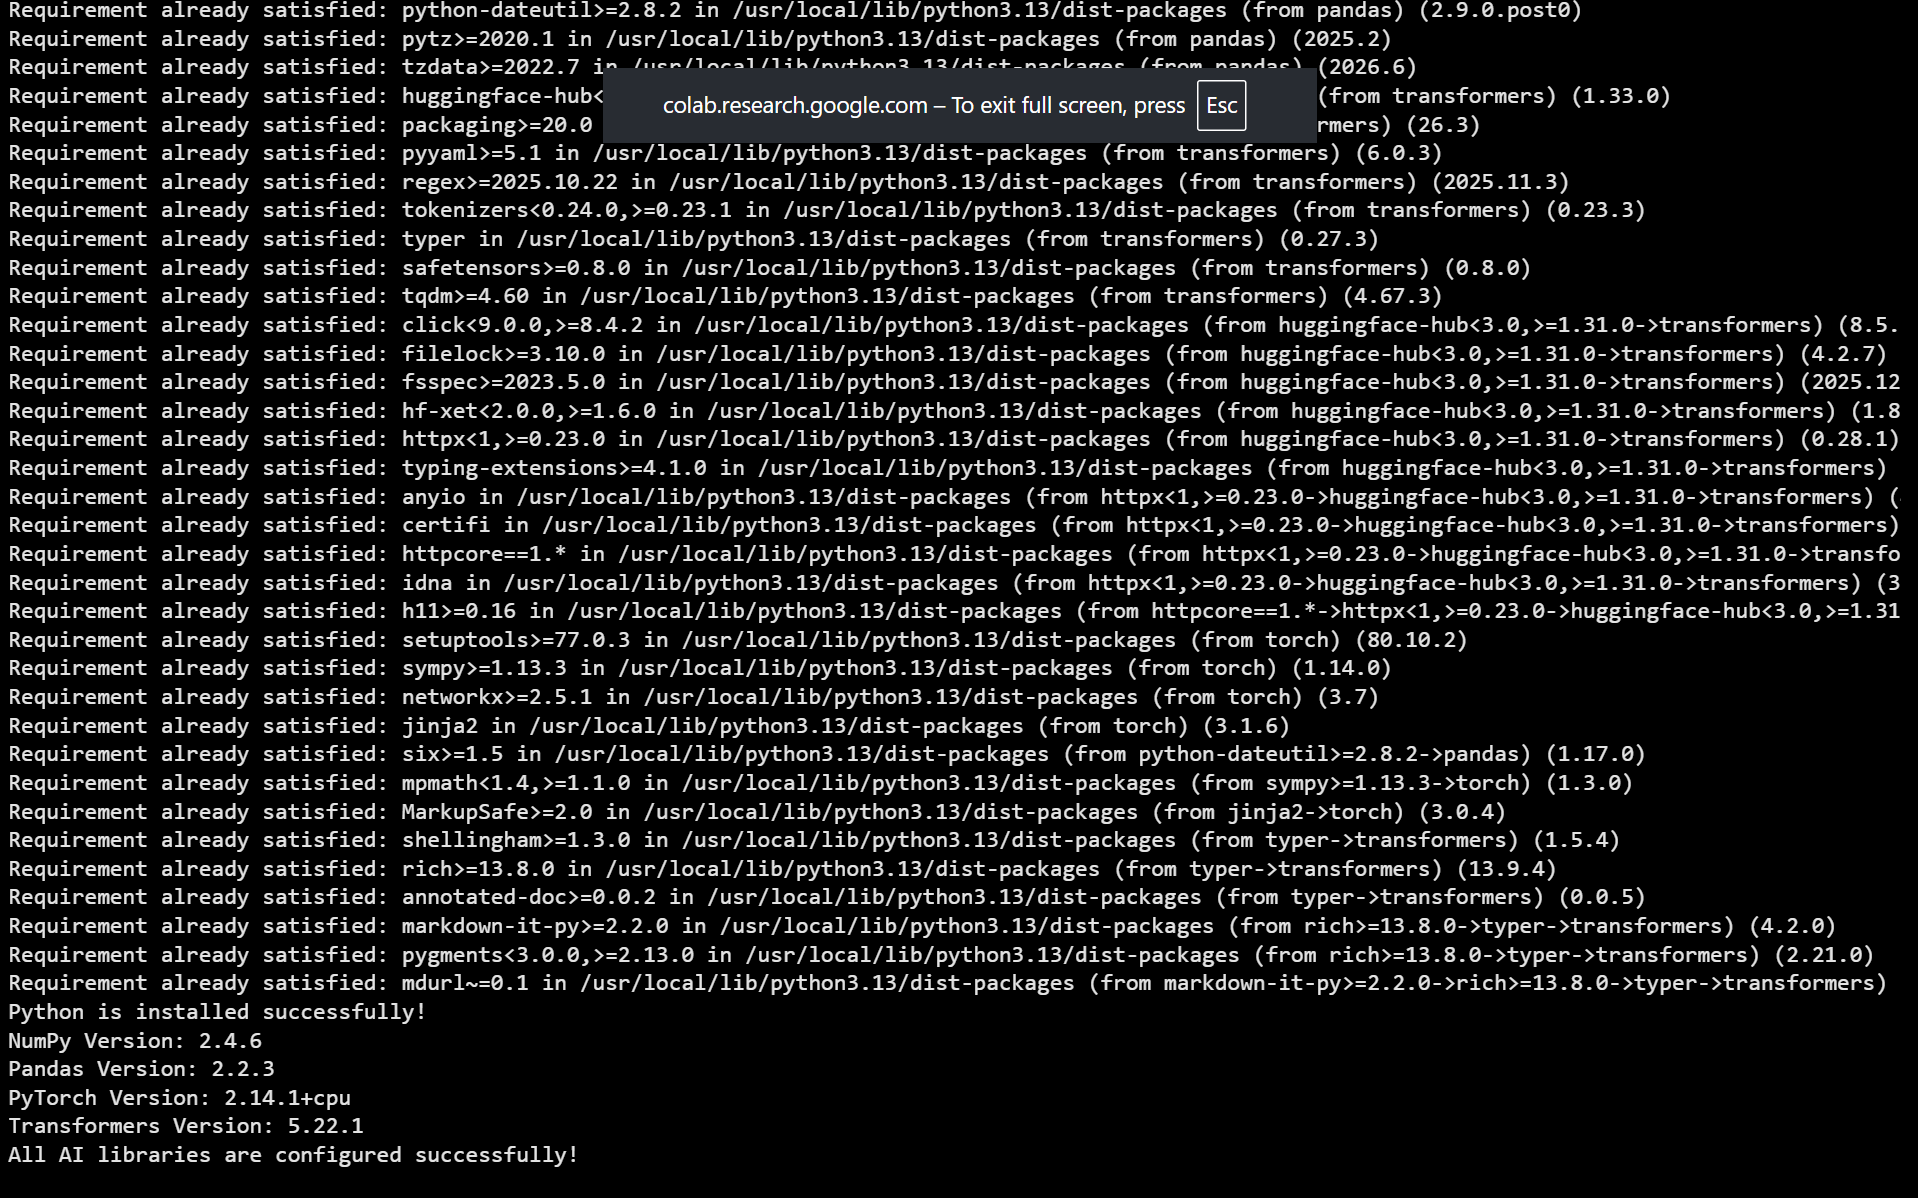 Requirement already satisfied: python-dateutil>=2.8.2 in /usr/local/lib/python3.13/dist-packages (from pandas) (2.9.0.post0)
Requirement already satisfied: pytz>=2020.1 in /usr/local/lib/python3.13/dist-packages (from pandas) (2025.2)
Requirement already satisfied: tzdata>=2022.7 in /usr/local/lib/python3.13/dist-packages (from pandas) (2026.6)
Requirement already satisfied: huggingface-hub< (from transformers) (1.33.0)
colab.research.google.com – To exit full screen, press Esc
Requirement already satisfied: packaging>=20.0 rmers) (26.3)
Requirement already satisfied: pyyaml>=5.1 in /usr/local/lib/python3.13/dist-packages (from transformers) (6.0.3)
Requirement already satisfied: regex>=2025.10.22 in /usr/local/lib/python3.13/dist-packages (from transformers) (2025.11.3)
Requirement already satisfied: tokenizers<0.24.0,>=0.23.1 in /usr/local/lib/python3.13/dist-packages (from transformers) (0.23.3)
Requirement already satisfied: typer in /usr/local/lib/python3.13/dist-packages (from transformers) (0.27.3)
Requirement already satisfied: safetensors>=0.8.0 in /usr/local/lib/python3.13/dist-packages (from transformers) (0.8.0)
Requirement already satisfied: tqdm>=4.60 in /usr/local/lib/python3.13/dist-packages (from transformers) (4.67.3)
Requirement already satisfied: click<9.0.0,>=8.4.2 in /usr/local/lib/python3.13/dist-packages (from huggingface-hub<3.0,>=1.31.0->transformers) (8.5.
Requirement already satisfied: filelock>=3.10.0 in /usr/local/lib/python3.13/dist-packages (from huggingface-hub<3.0,>=1.31.0->transformers) (4.2.7)
Requirement already satisfied: fsspec>=2023.5.0 in /usr/local/lib/python3.13/dist-packages (from huggingface-hub<3.0,>=1.31.0->transformers) (2025.12
Requirement already satisfied: hf-xet<2.0.0,>=1.6.0 in /usr/local/lib/python3.13/dist-packages (from huggingface-hub<3.0,>=1.31.0->transformers) (1.8
Requirement already satisfied: httpx<1,>=0.23.0 in /usr/local/lib/python3.13/dist-packages (from huggingface-hub<3.0,>=1.31.0->transformers) (0.28.1)
Requirement already satisfied: typing-extensions>=4.1.0 in /usr/local/lib/python3.13/dist-packages (from huggingface-hub<3.0,>=1.31.0->transformers)
Requirement already satisfied: anyio in /usr/local/lib/python3.13/dist-packages (from httpx<1,>=0.23.0->huggingface-hub<3.0,>=1.31.0->transformers) (
Requirement already satisfied: certifi in /usr/local/lib/python3.13/dist-packages (from httpx<1,>=0.23.0->huggingface-hub<3.0,>=1.31.0->transformers)
Requirement already satisfied: httpcore==1.* in /usr/local/lib/python3.13/dist-packages (from httpx<1,>=0.23.0->huggingface-hub<3.0,>=1.31.0->transfo
Requirement already satisfied: idna in /usr/local/lib/python3.13/dist-packages (from httpx<1,>=0.23.0->huggingface-hub<3.0,>=1.31.0->transformers) (3
Requirement already satisfied: h11>=0.16 in /usr/local/lib/python3.13/dist-packages (from httpcore==1.*->httpx<1,>=0.23.0->huggingface-hub<3.0,>=1.31
Requirement already satisfied: setuptools>=77.0.3 in /usr/local/lib/python3.13/dist-packages (from torch) (80.10.2)
Requirement already satisfied: sympy>=1.13.3 in /usr/local/lib/python3.13/dist-packages (from torch) (1.14.0)
Requirement already satisfied: networkx>=2.5.1 in /usr/local/lib/python3.13/dist-packages (from torch) (3.7)
Requirement already satisfied: jinja2 in /usr/local/lib/python3.13/dist-packages (from torch) (3.1.6)
Requirement already satisfied: six>=1.5 in /usr/local/lib/python3.13/dist-packages (from python-dateutil>=2.8.2->pandas) (1.17.0)
Requirement already satisfied: mpmath<1.4,>=1.1.0 in /usr/local/lib/python3.13/dist-packages (from sympy>=1.13.3->torch) (1.3.0)
Requirement already satisfied: MarkupSafe>=2.0 in /usr/local/lib/python3.13/dist-packages (from jinja2->torch) (3.0.4)
Requirement already satisfied: shellingham>=1.3.0 in /usr/local/lib/python3.13/dist-packages (from typer->transformers) (1.5.4)
Requirement already satisfied: rich>=13.8.0 in /usr/local/lib/python3.13/dist-packages (from typer->transformers) (13.9.4)
Requirement already satisfied: annotated-doc>=0.0.2 in /usr/local/lib/python3.13/dist-packages (from typer->transformers) (0.0.5)
Requirement already satisfied: markdown-it-py>=2.2.0 in /usr/local/lib/python3.13/dist-packages (from rich>=13.8.0->typer->transformers) (4.2.0)
Requirement already satisfied: pygments<3.0.0,>=2.13.0 in /usr/local/lib/python3.13/dist-packages (from rich>=13.8.0->typer->transformers) (2.21.0)
Requirement already satisfied: mdurl~=0.1 in /usr/local/lib/python3.13/dist-packages (from markdown-it-py>=2.2.0->rich>=13.8.0->typer->transformers)
Python is installed successfully!
NumPy Version: 2.4.6
Pandas Version: 2.2.3
PyTorch Version: 2.14.1+cpu
Transformers Version: 5.22.1
All AI libraries are configured successfully!